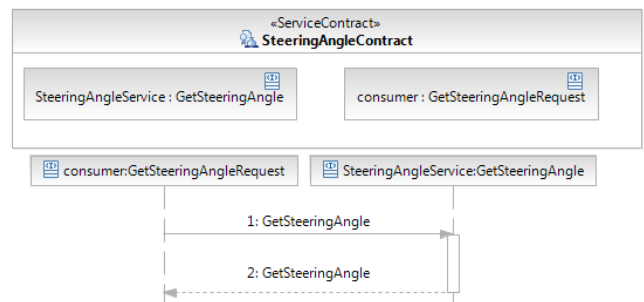 «ServiceContract»
SteeringAngleContract
SteeringAngleService : GetSteeringAngle
consumer : GetSteeringAngleRequest
consumer:GetSteeringAngleRequest
SteeringAngleService:GetSteeringAngle
1: GetSteeringAngle
2: GetSteeringAngle